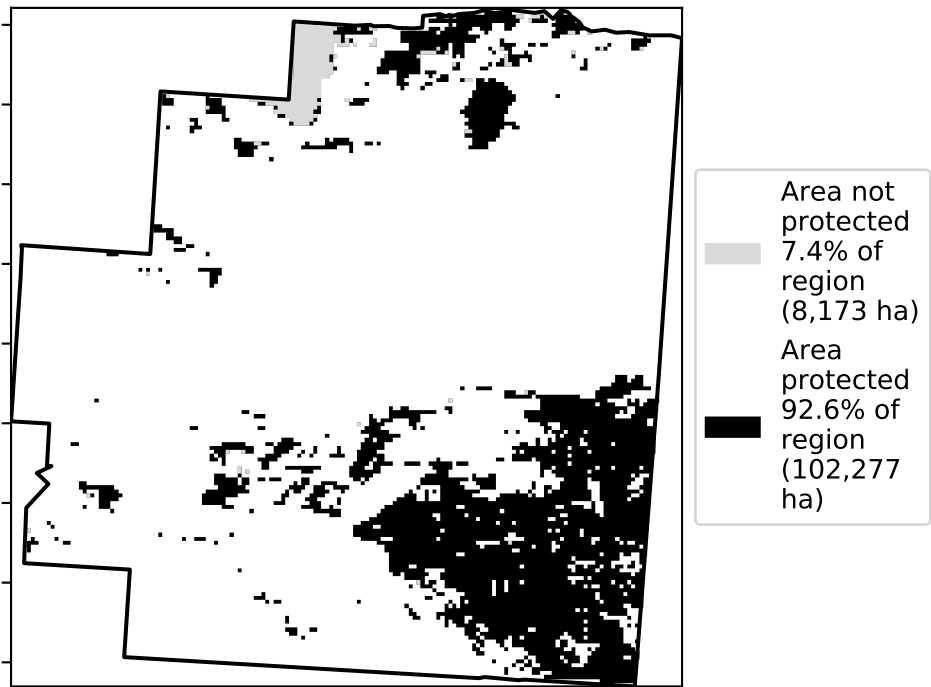 Area not
protected
7.4% of
region
(8,173 ha)
Area
protected
92.6% of
region
(102,277
ha)